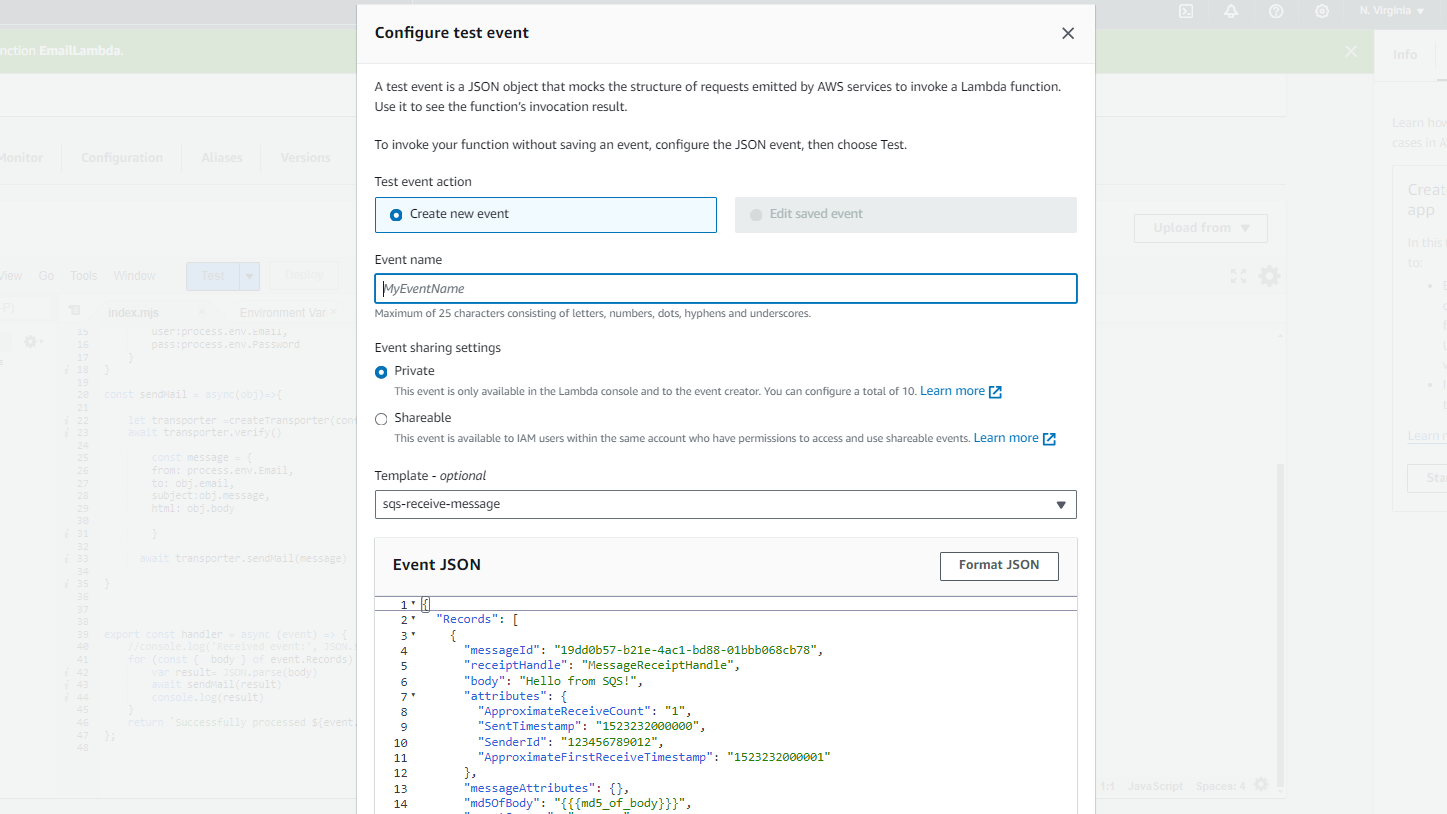 N. Virginia
Configure test event
nction EmailLambda.
Info
A test event is a JSON object that mocks the structure of requests emitted by AWS services to invoke a Lambda function.
Use it to see the function's invocation result.
Learn how
cases in A
To invoke your function without saving an event, configure the JSON event, then choose Test.
Monitor Configuration Aliases Versions
Test event action
Create new event
Edit saved event
Creat
app
Upload from
In this
to:
Event name
View Go Tools Window Test Deploy
MyEventName
Maximum of 25 characters consisting of letters, numbers, dots, hyphens and underscores.
index.mjs Environment Var
15 user:process.env.Email,
16 pass:process.env.Password
17 }
18 }
19
20 const sendMail = async(obj)=>{
21
22 let transporter =createTransporter(con
23 await transporter.verify()
25 const message = {
26 from: process.env.Email,
27 to: obj.email,
28 subject:obj.message,
29 html: obj.body
30
31 }
32
33 await transporter.sendMail(message)
34
35 }
36
37
38
39 export const handler = async (event) => {
40 //console.log('Received event:', JSON.
41 for (const { body } of event.Records)
42 var result= JSON.parse(body)
43 await sendMail(result)
44 console.log(result)
45 }
46 return `Successfully processed ${event.
47 };
48
Event sharing settings
Private
This event is only available in the Lambda console and to the event creator. You can configure a total of 10. Learn more
Shareable
This event is available to IAM users within the same account who have permissions to access and use shareable events. Learn more
Learn
Template - optional
sqs-receive-message
Star
Event JSON
Format JSON
1 {
2 "Records": [
3 {
4 "messageId": "19dd0b57-b21e-4ac1-bd88-01bbb068cb78",
5 "receiptHandle": "MessageReceiptHandle",
6 "body": "Hello from SQS!",
7 "attributes": {
8 "ApproximateReceiveCount": "1",
9 "SentTimestamp": "1523232000000",
10 "SenderId": "123456789012",
11 "ApproximateFirstReceiveTimestamp": "1523232000001"
12 },
13 "messageAttributes": {},
14 "md5OfBody": "{{{md5_of_body}}}",
1:1 JavaScript Spaces: 4